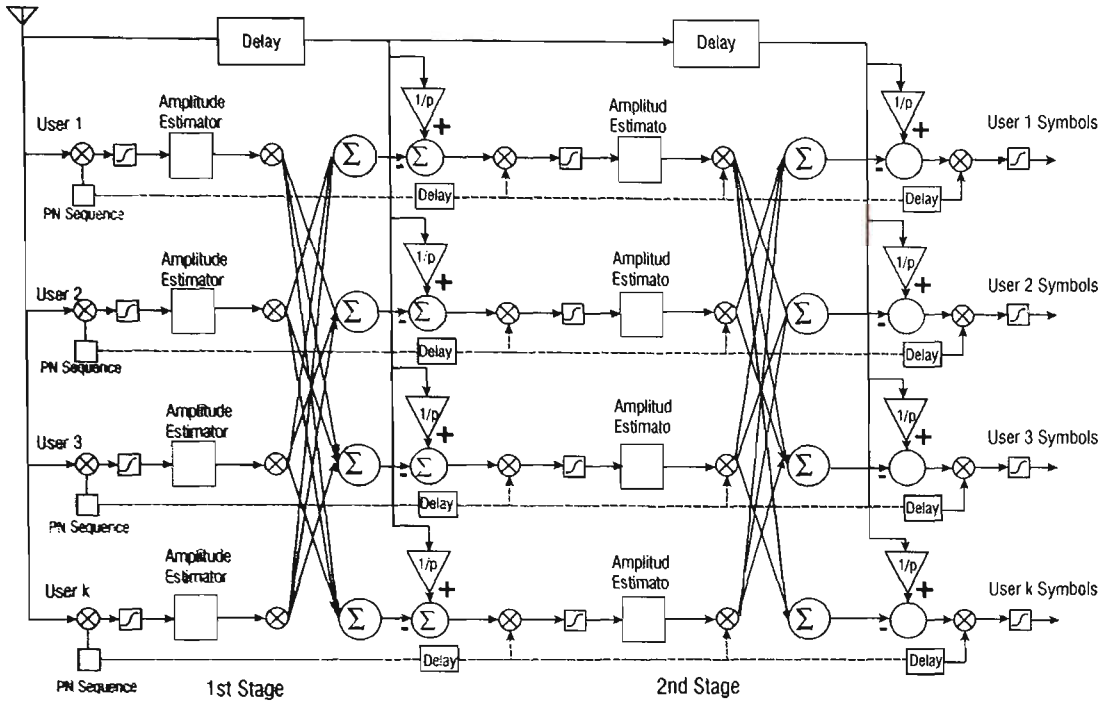 Delay
Delay
1/p
+
1/p
+
Amplitude
Estimator
Amplitud
Estimato
User 1
Σ
Σ
-
Σ
-
User 1 Symbols
PN Sequence
Delay
Delay
1/p
+
1/p
+
Amplitude
Estimator
Amplitud
Estimato
User 2
Σ
Σ
-
Σ
-
User 2 Symbols
PN Sequence
Delay
Delay
1/p
+
1/p
+
Amplitude
Estimator
Amplitud
Estimato
User 3
Σ
Σ
-
Σ
-
User 3 Symbols
PN Sequence
Delay
Delay
1/p
+
1/p
+
Amplitude
Estimator
Amplitud
Estimato
User k
Σ
Σ
-
Σ
-
User k Symbols
PN Sequence
Delay
Delay
1st Stage
2nd Stage